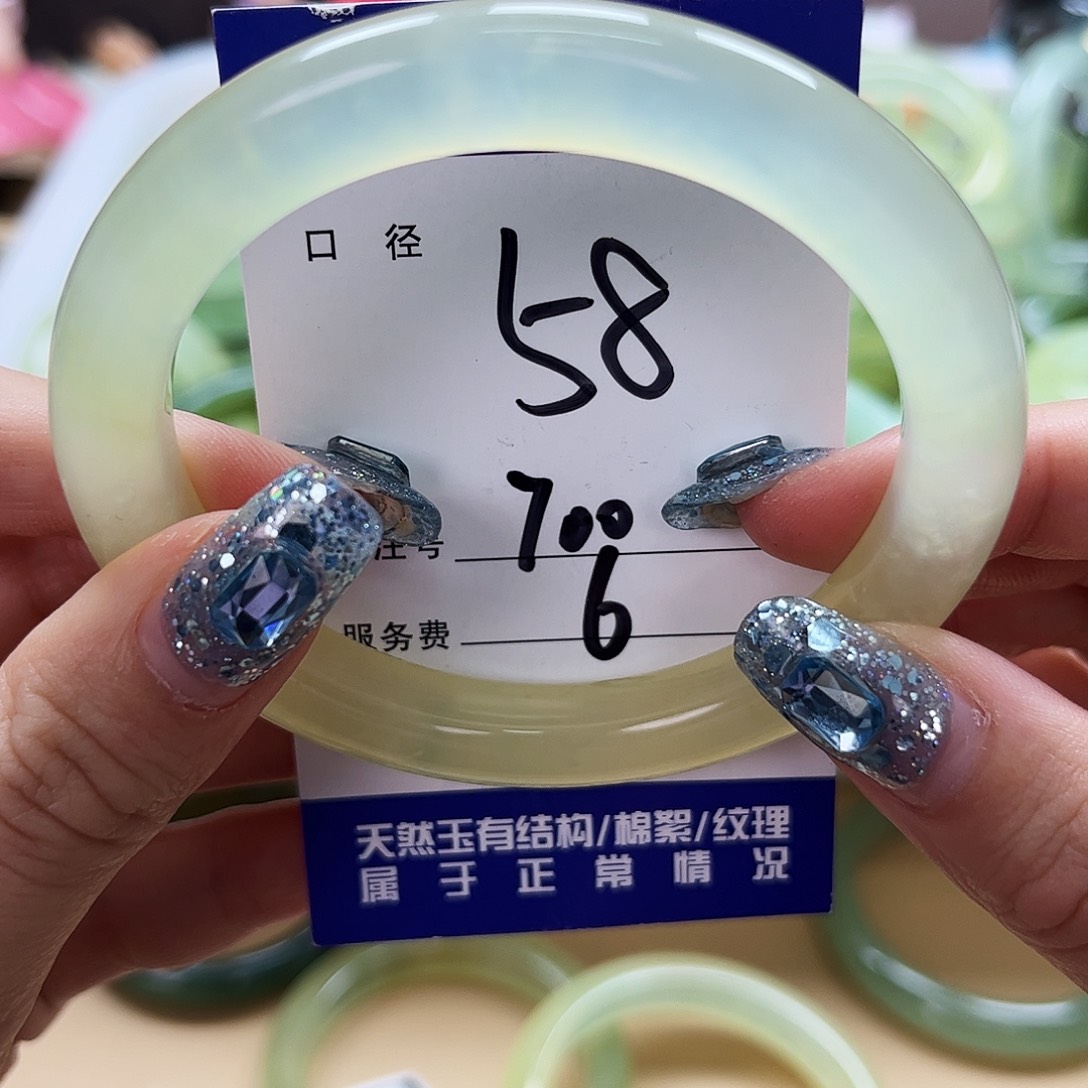 口 径 58
700
号
服务费 6
天然玉有结构/棉絮/纹理
属于正常情况